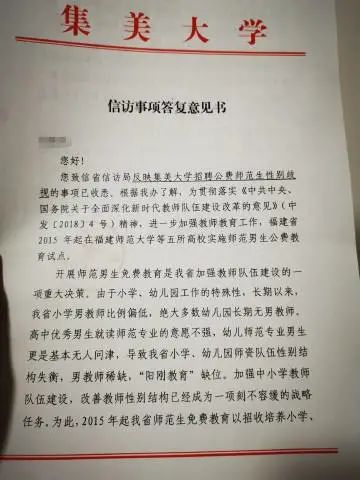 集美大学
信访事项答复意见书
您好！
您致信省信访局反映集美大学招聘公费师范生性别歧
视的事项已收悉。根据我办了解，为贯彻落实《中共中央、
国务院关于全面深化新时代教师队伍建设改革的意见》（中
发〔2018〕4号）精神，进一步加强教师教育工作，福建省
2015年起在福建师范大学等五所高校实施师范男生公费教
育试点。
开展师范男生免费教育是我省加强教师队伍建设的一
项重大决策。由于小学、幼儿园工作的特殊性，长期以来，
我省小学男教师比例偏低，绝大多数幼儿园长期无男教师。
高中优秀男生就读师范专业的意愿不强，幼儿师范专业男生
更是基本无人问津，导致我省小学、幼儿园师资队伍性别结
构失衡，男教师稀缺，“阳刚教育”缺位。加强中小学教师
队伍建设，改善教师性别结构已经成为一项刻不容缓的战略
任务。为此，2015年起我省师范生免费教育以招收培养小学、